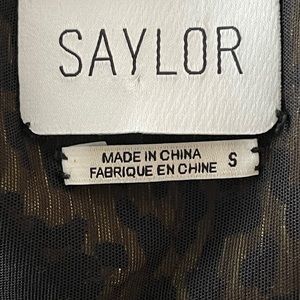 SAYLOR
MADE IN CHINA
FABRIQUE EN CHINE
S